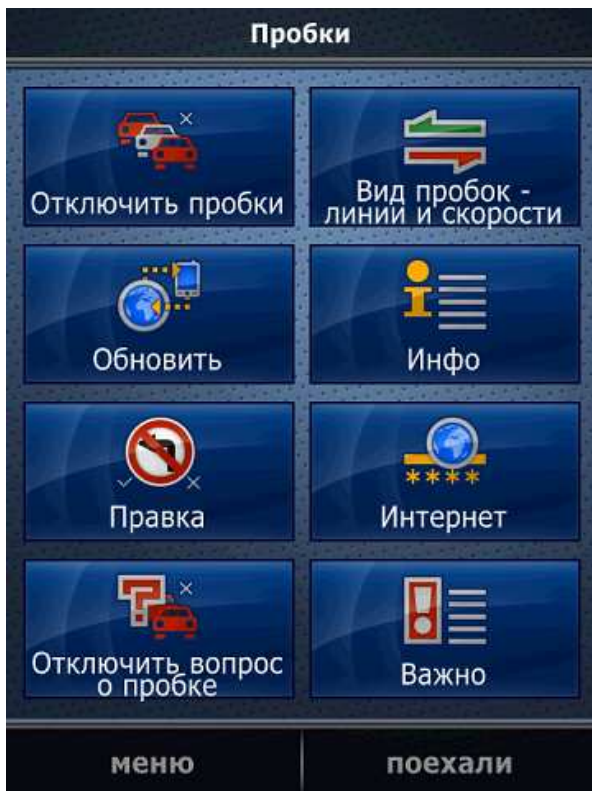 Пробки
Отключить пробки
Вид пробок -
линии и скорости
Обновить
Инфо
Правка
Интернет
****
Отключить вопрос
о пробке
Важно
меню
поехали